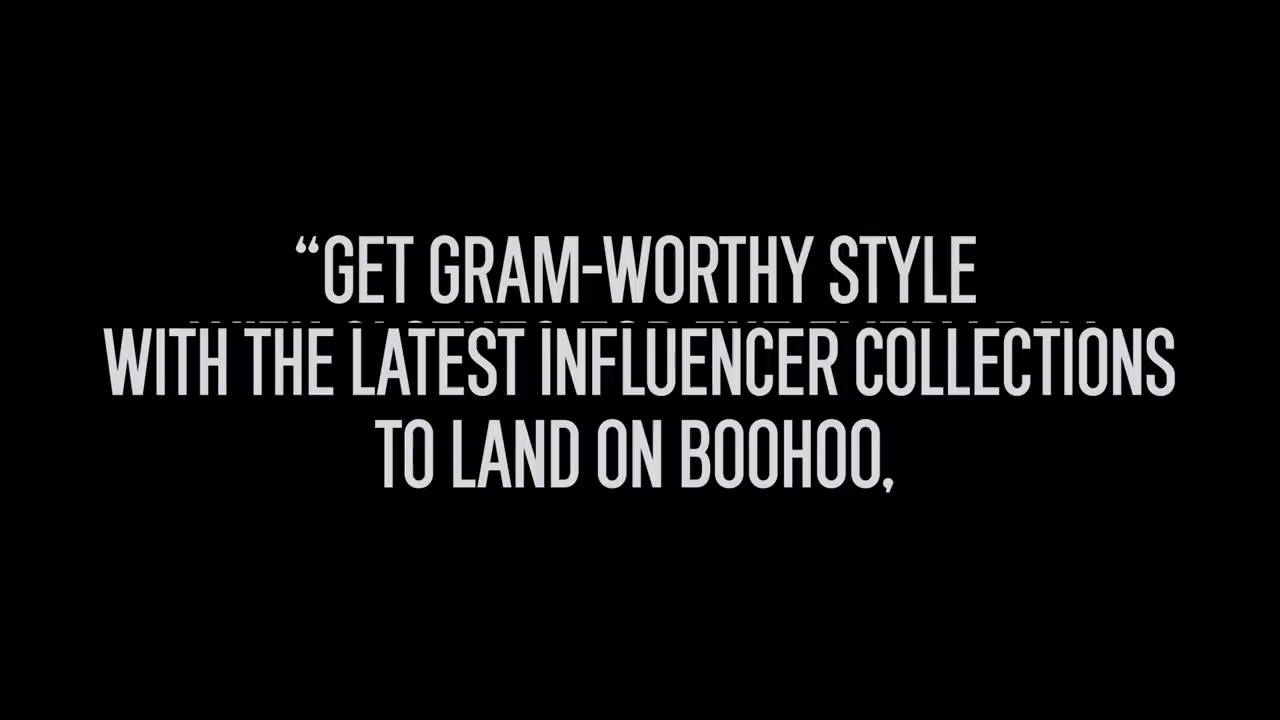 “GET GRAM-WORTHY STYLE
WITH THE LATEST INFLUENCER COLLECTIONS
TO LAND ON BOOHOO,